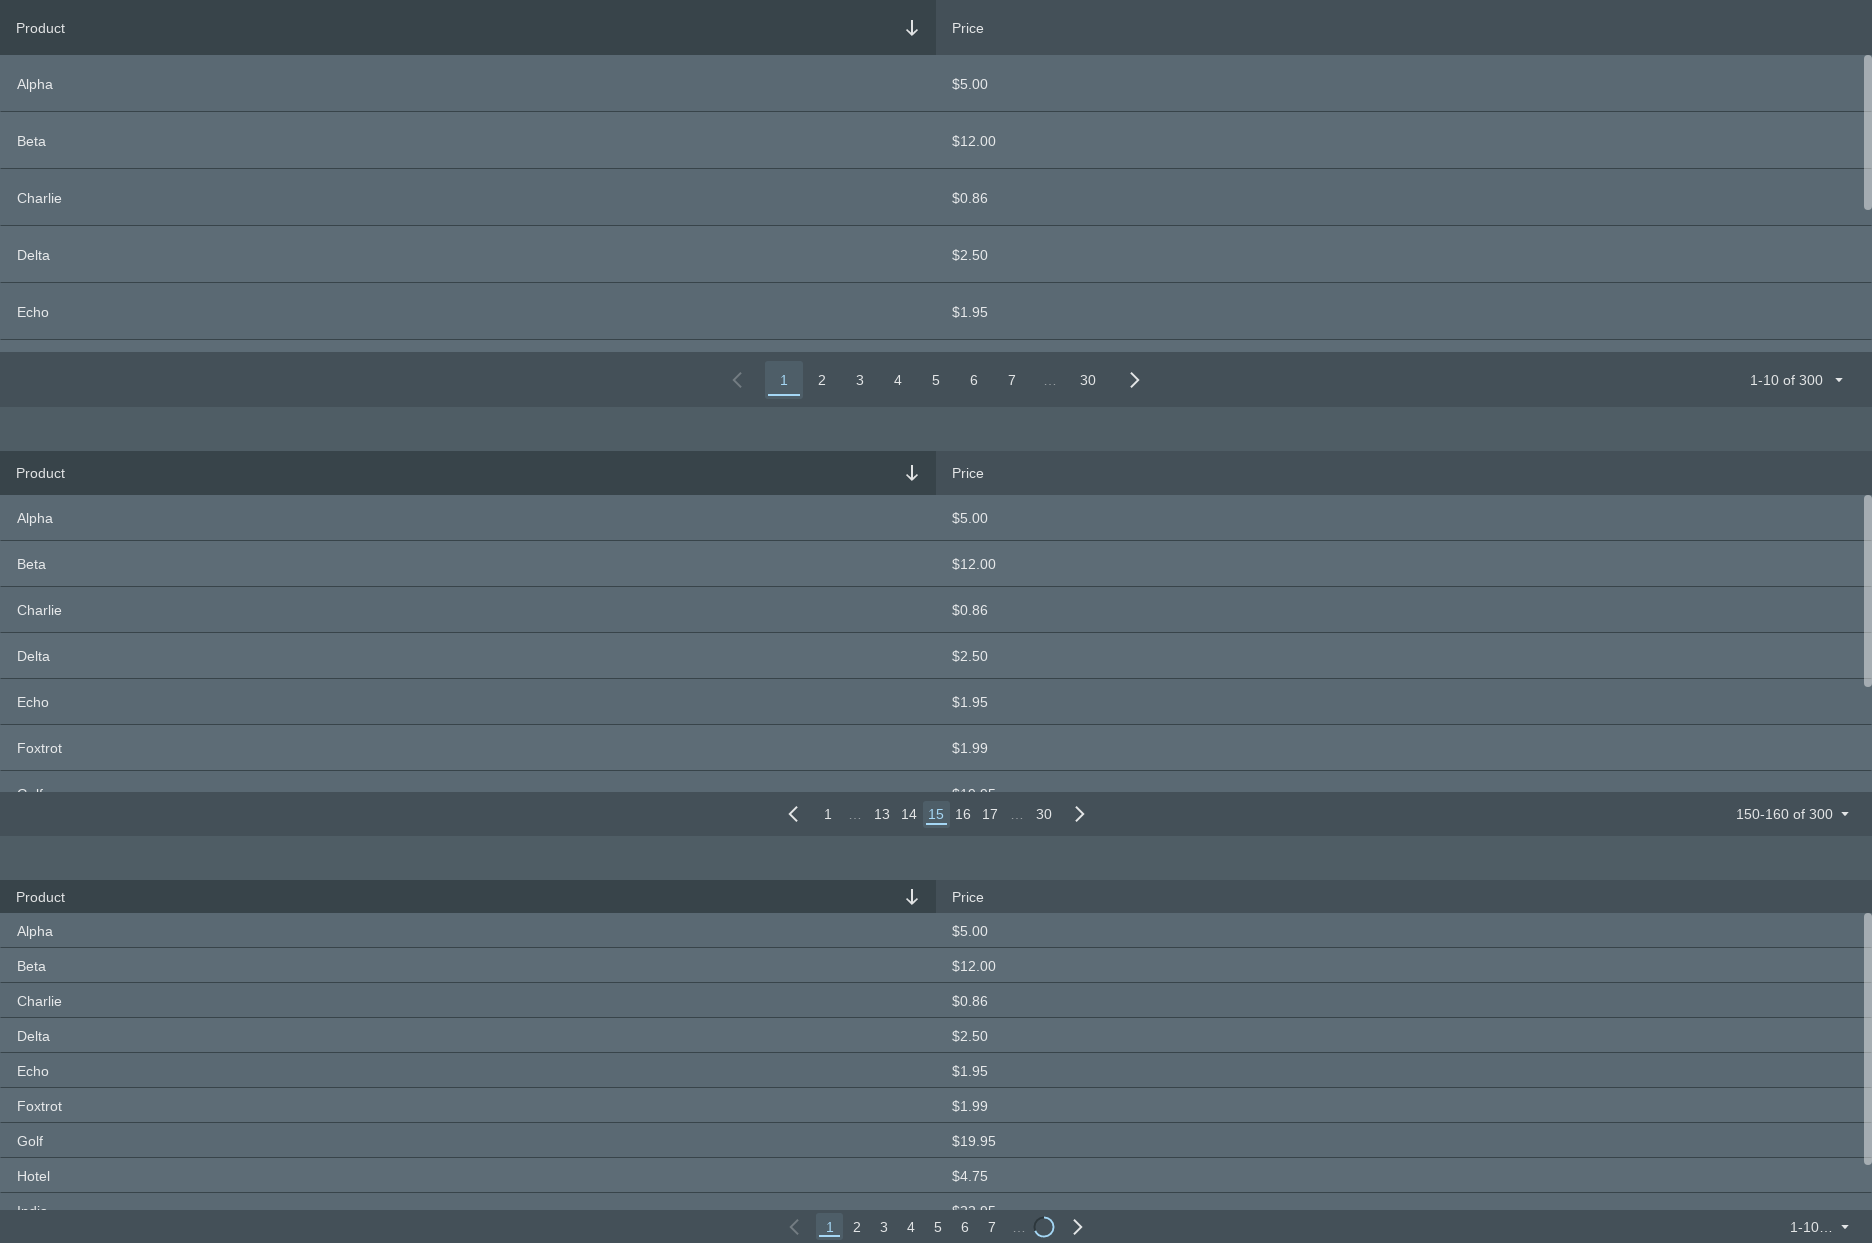 Product Price
Alpha $5.00
Beta $12.00
Charlie $0.86
Delta $2.50
Echo $1.95
1 2 3 4 5 6 7 ... 30 1-10 of 300
Product Price
Alpha $5.00
Beta $12.00
Charlie $0.86
Delta $2.50
Echo $1.95
Foxtrot $1.99
1 ... 13 14 15 16 17 ... 30 150-160 of 300
Product Price
Alpha $5.00
Beta $12.00
Charlie $0.86
Delta $2.50
Echo $1.95
Foxtrot $1.99
Golf $19.95
Hotel $4.75
1 2 3 4 5 6 7 ... 1-10...